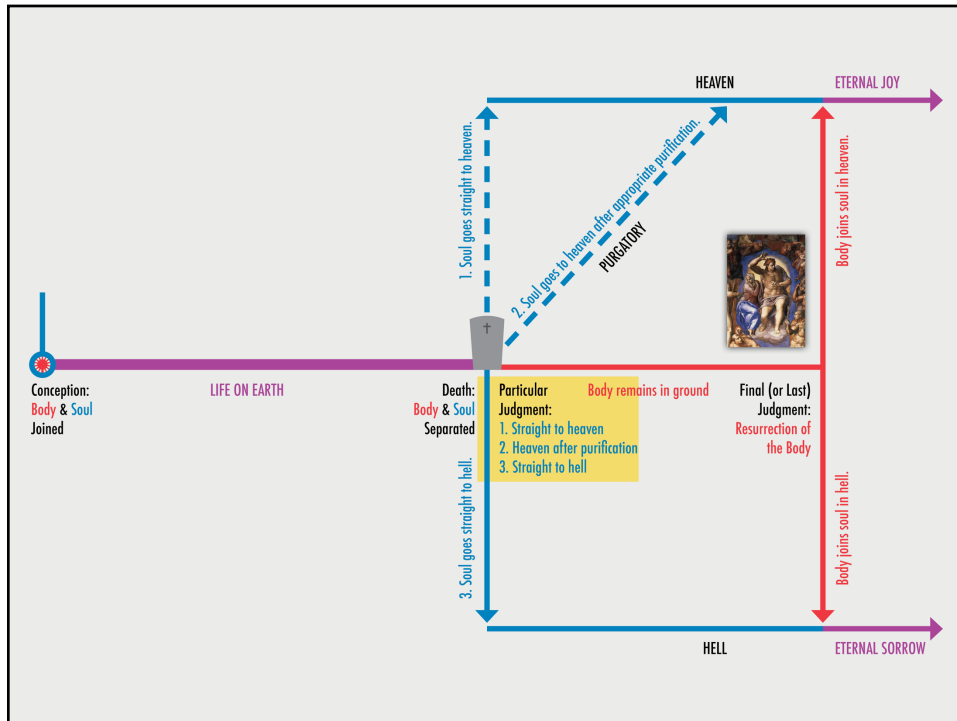 HEAVEN
ETERNAL JOY
1. Soul goes straight to heaven.
2. Soul goes to heaven after appropriate purification.
PURGATORY
Body joins soul in heaven.
Conception:
Body & Soul
Joined
LIFE ON EARTH
Death:
Body & Soul
Separated
Particular
Judgment:
1. Straight to heaven
2. Heaven after purification
3. Straight to hell
Body remains in ground
Final (or Last)
Judgment:
Resurrection of
the Body
3. Soul goes straight to hell.
Body joins soul in hell.
HELL
ETERNAL SORROW